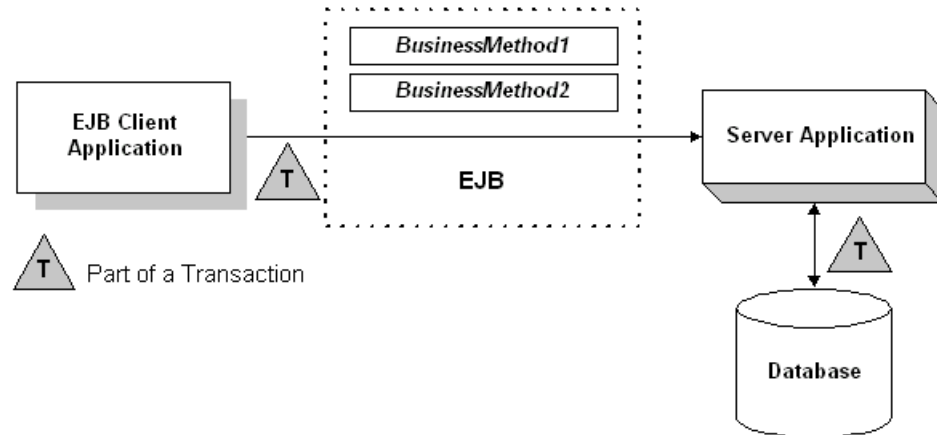 BusinessMethod1
BusinessMethod2
EJB Client
Application
Server Application
T
EJB
T
T
Part of a Transaction
Database